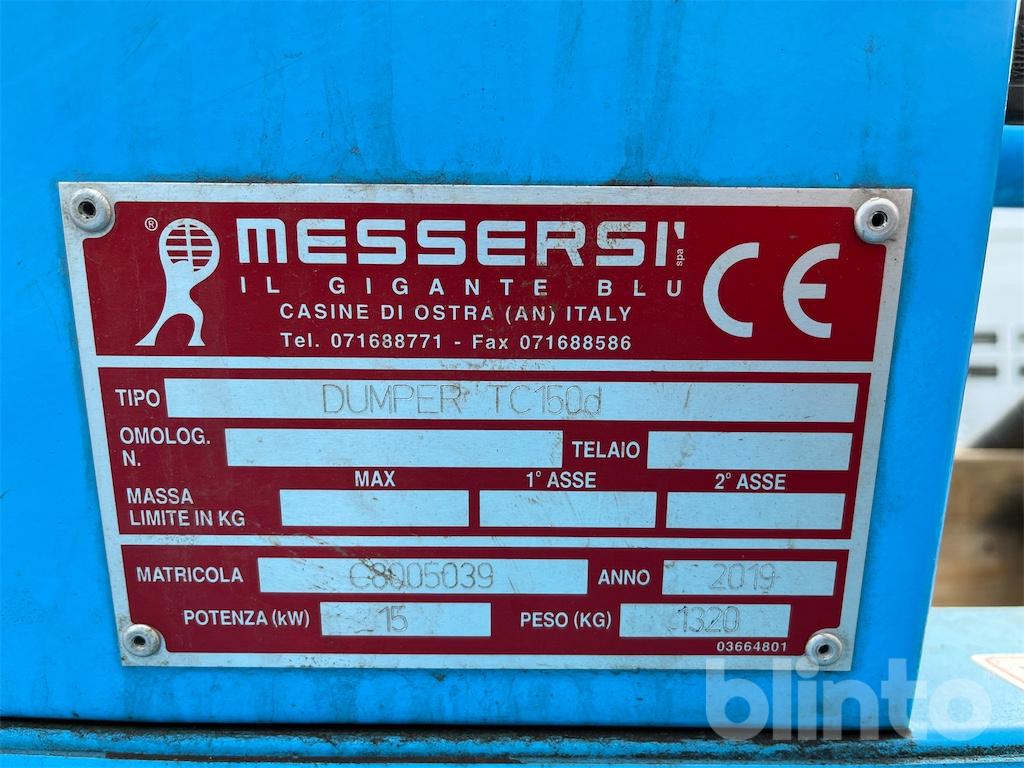 ® MESSERSI' spa CE
IL GIGANTE BLU
CASINE DI OSTRA (AN) ITALY
Tel. 071688771 - Fax 071688586
TIPO DUMPER TC150d
OMOLOG. N. TELAIO
MAX 1° ASSE 2° ASSE
MASSA
LIMITE IN KG
MATRICOLA C8005039 ANNO 2019
POTENZA (kW) 15 PESO (KG) 1320
03664801
blinto